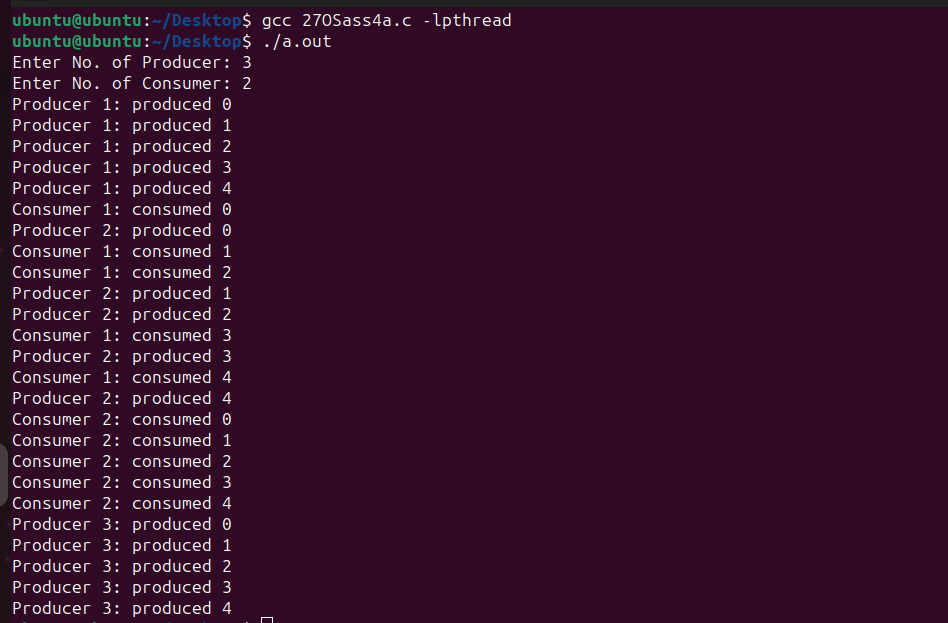 ubuntu@ubuntu:~/Desktop$ gcc 27OSass4a.c -lpthread
ubuntu@ubuntu:~/Desktop$ ./a.out
Enter No. of Producer: 3
Enter No. of Consumer: 2
Producer 1: produced 0
Producer 1: produced 1
Producer 1: produced 2
Producer 1: produced 3
Producer 1: produced 4
Consumer 1: consumed 0
Producer 2: produced 0
Consumer 1: consumed 1
Consumer 1: consumed 2
Producer 2: produced 1
Producer 2: produced 2
Consumer 1: consumed 3
Producer 2: produced 3
Consumer 1: consumed 4
Producer 2: produced 4
Consumer 2: consumed 0
Consumer 2: consumed 1
Consumer 2: consumed 2
Consumer 2: consumed 3
Consumer 2: consumed 4
Producer 3: produced 0
Producer 3: produced 1
Producer 3: produced 2
Producer 3: produced 3
Producer 3: produced 4